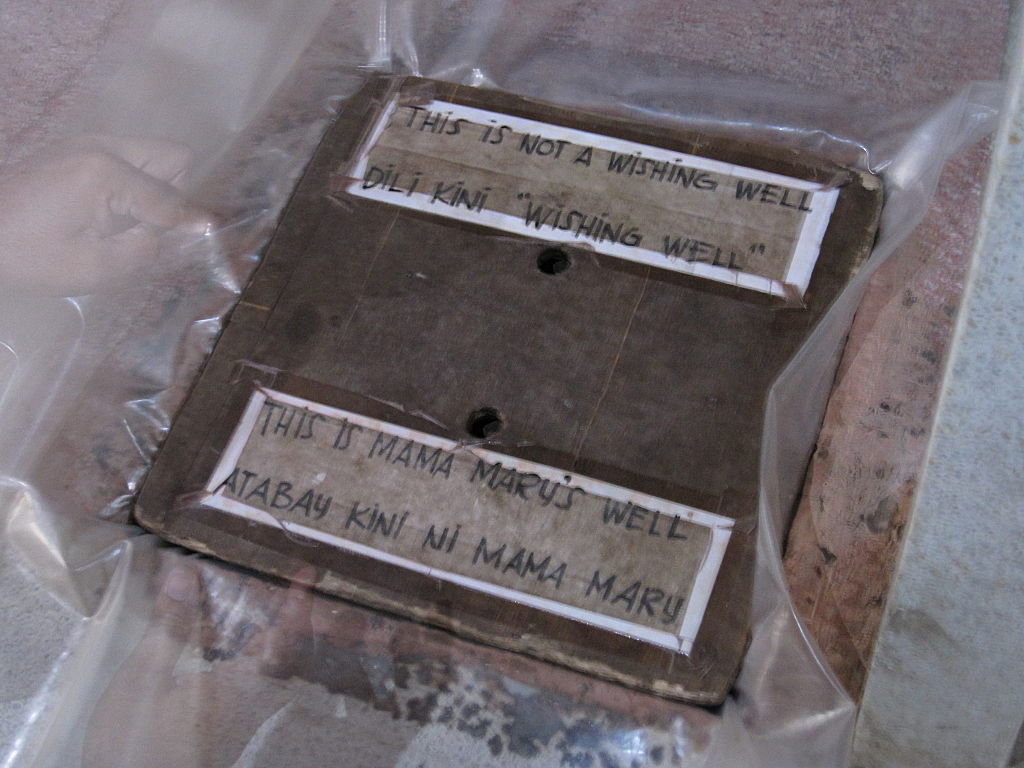 THiS iS NOT A WiSHiNG WELL
DiLi KiNi "WiSHiNG WELL"
THiS iS MAMA MARY'S WELL
ATABAY KiNi Ni MAMA MARY